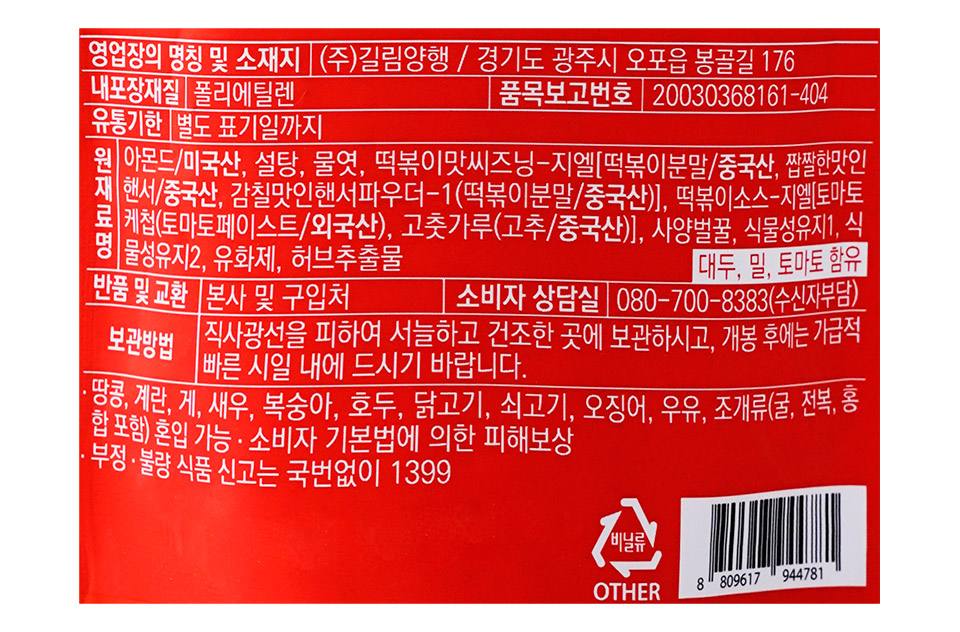 영업장의 명칭 및 소재지 (주)길림양행 / 경기도 광주시 오포읍 봉골길 176
내포장재질 폴리에틸렌 품목보고번호 20030368161-404
유통기한 별도 표기일까지
원재료명 아몬드/미국산, 설탕, 물엿, 떡볶이맛씨즈닝-지엘[떡볶이분말/중국산, 짭짤한맛인
핸서/중국산, 감칠맛인핸서파우더-1(떡볶이분말/중국산)], 떡볶이소스-지엘[토마토
케첩(토마토페이스트/외국산), 고춧가루(고추/중국산)], 사양벌꿀, 식물성유지1, 식
물성유지2, 유화제, 허브추출물
대두, 밀, 토마토 함유
반품 및 교환 본사 및 구입처 소비자 상담실 080-700-8383(수신자부담)
보관방법 직사광선을 피하여 서늘하고 건조한 곳에 보관하시고, 개봉 후에는 가급적
빠른 시일 내에 드시기 바랍니다.
· 땅콩, 계란, 게, 새우, 복숭아, 호두, 닭고기, 쇠고기, 오징어, 우유, 조개류(굴, 전복, 홍
합 포함) 혼입 가능 · 소비자 기본법에 의한 피해보상
· 부정 · 불량 식품 신고는 국번없이 1399
비닐류
OTHER
8 809617 944781